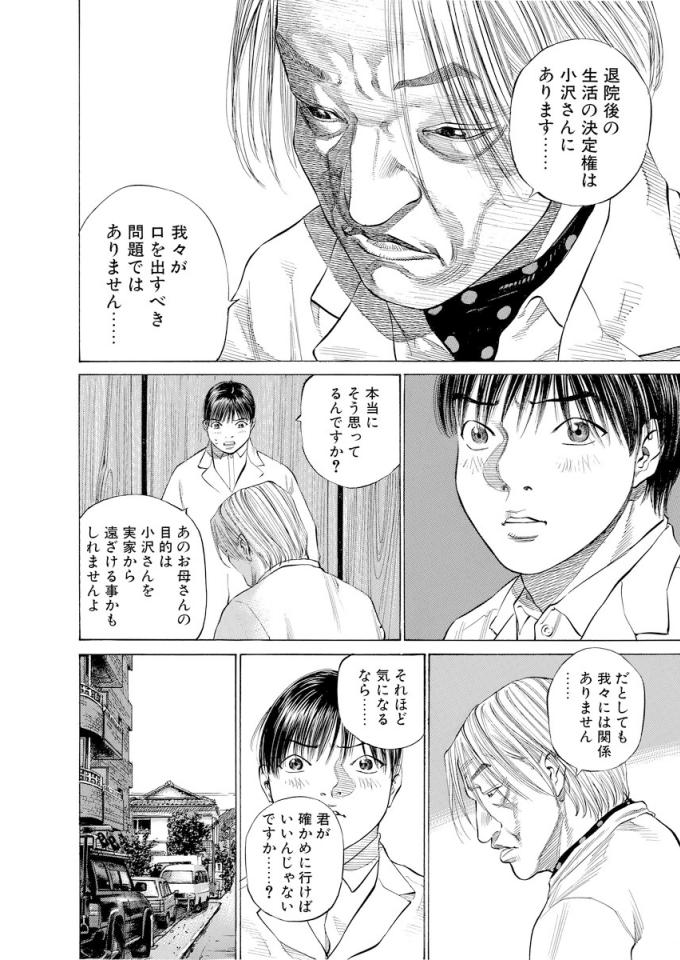 退院後の
生活の決定権は
小沢さんに
あります……
我々が
口を出すべき
問題では
ありません……
本当に
そう思って
るんですか？
あのお母さんの
目的は
小沢さんを
実家から
遠ざける事かも
しれませんよ
だとしても
我々には関係
ありません
……
それほど
気になる
なら……
君が
確かめに行けば
いいんじゃない
ですか……？